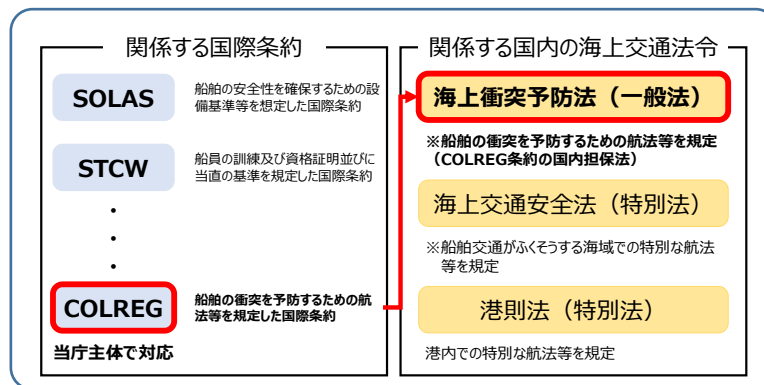 関係する国際条約
SOLAS
船舶の安全性を確保するための設
備基準等を想定した国際条約
STCW
船員の訓練及び資格証明並びに
当直の基準を規定した国際条約
・
・
・
COLREG
船舶の衝突を予防するための航
法等を規定した国際条約
当庁主体で対応
関係する国内の海上交通法令
海上衝突予防法（一般法）
※船舶の衝突を予防するための航法等を規定
（COLREG条約の国内担保法）
海上交通安全法（特別法）
※船舶交通がふくそうする海域での特別な航法
等を規定
港則法（特別法）
港内での特別な航法等を規定